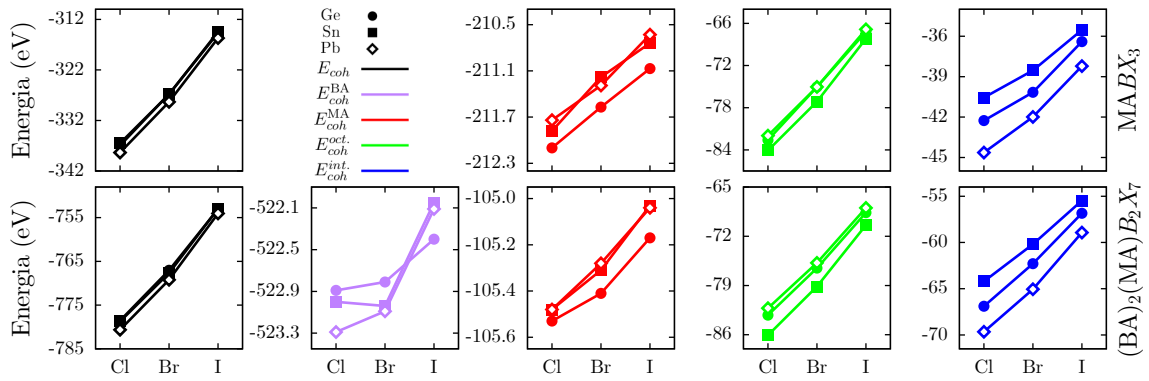 Energia (eV)
-312
-322
-332
-342
Ge
Sn
Pb
E_coh
E_coh^BA
E_coh^MA
E_coh^oct.
E_coh^int.
-210.5
-211.1
-211.7
-212.3
-66
-72
-78
-84
-36
-39
-42
-45
MABX₃
Energia (eV)
-755
-765
-775
-785
Cl Br I
-522.1
-522.5
-522.9
-523.3
Cl Br I
-105.0
-105.2
-105.4
-105.6
Cl Br I
-65
-72
-79
-86
Cl Br I
-55
-60
-65
-70
Cl Br I
(BA)₂(MA)B₂X₇